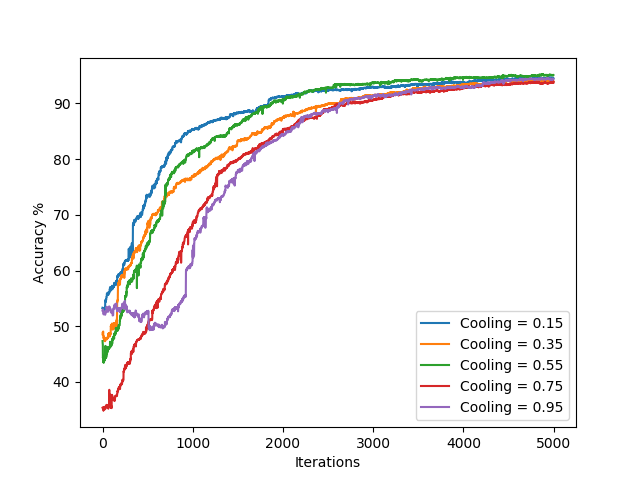 90
80
70
60
50
40
Accuracy %
0 1000 2000 3000 4000 5000
Iterations
Cooling = 0.15
Cooling = 0.35
Cooling = 0.55
Cooling = 0.75
Cooling = 0.95